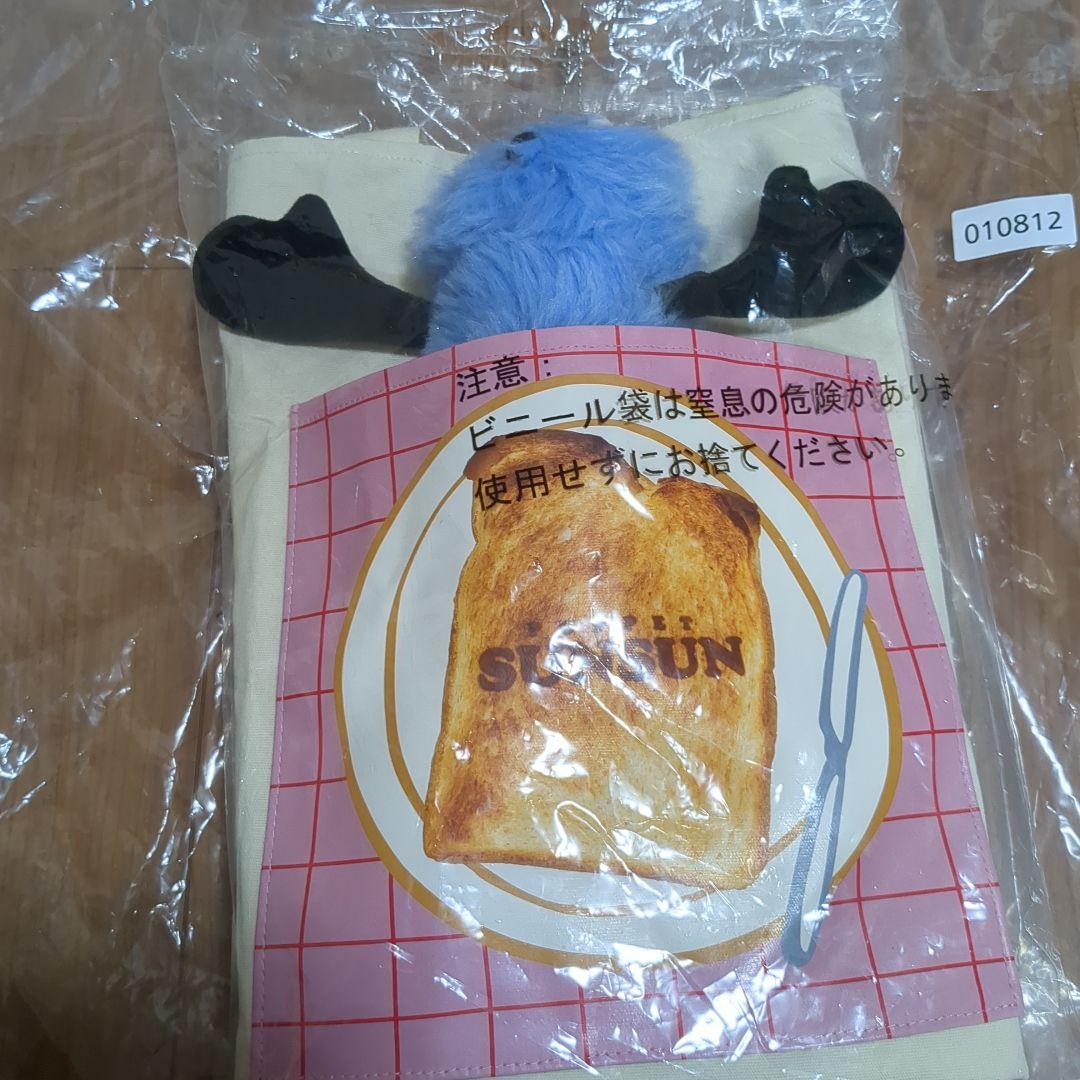 010812
注意:
ビニール袋は窒息の危険がありま
使用せずにお捨てください。
SUNSUN